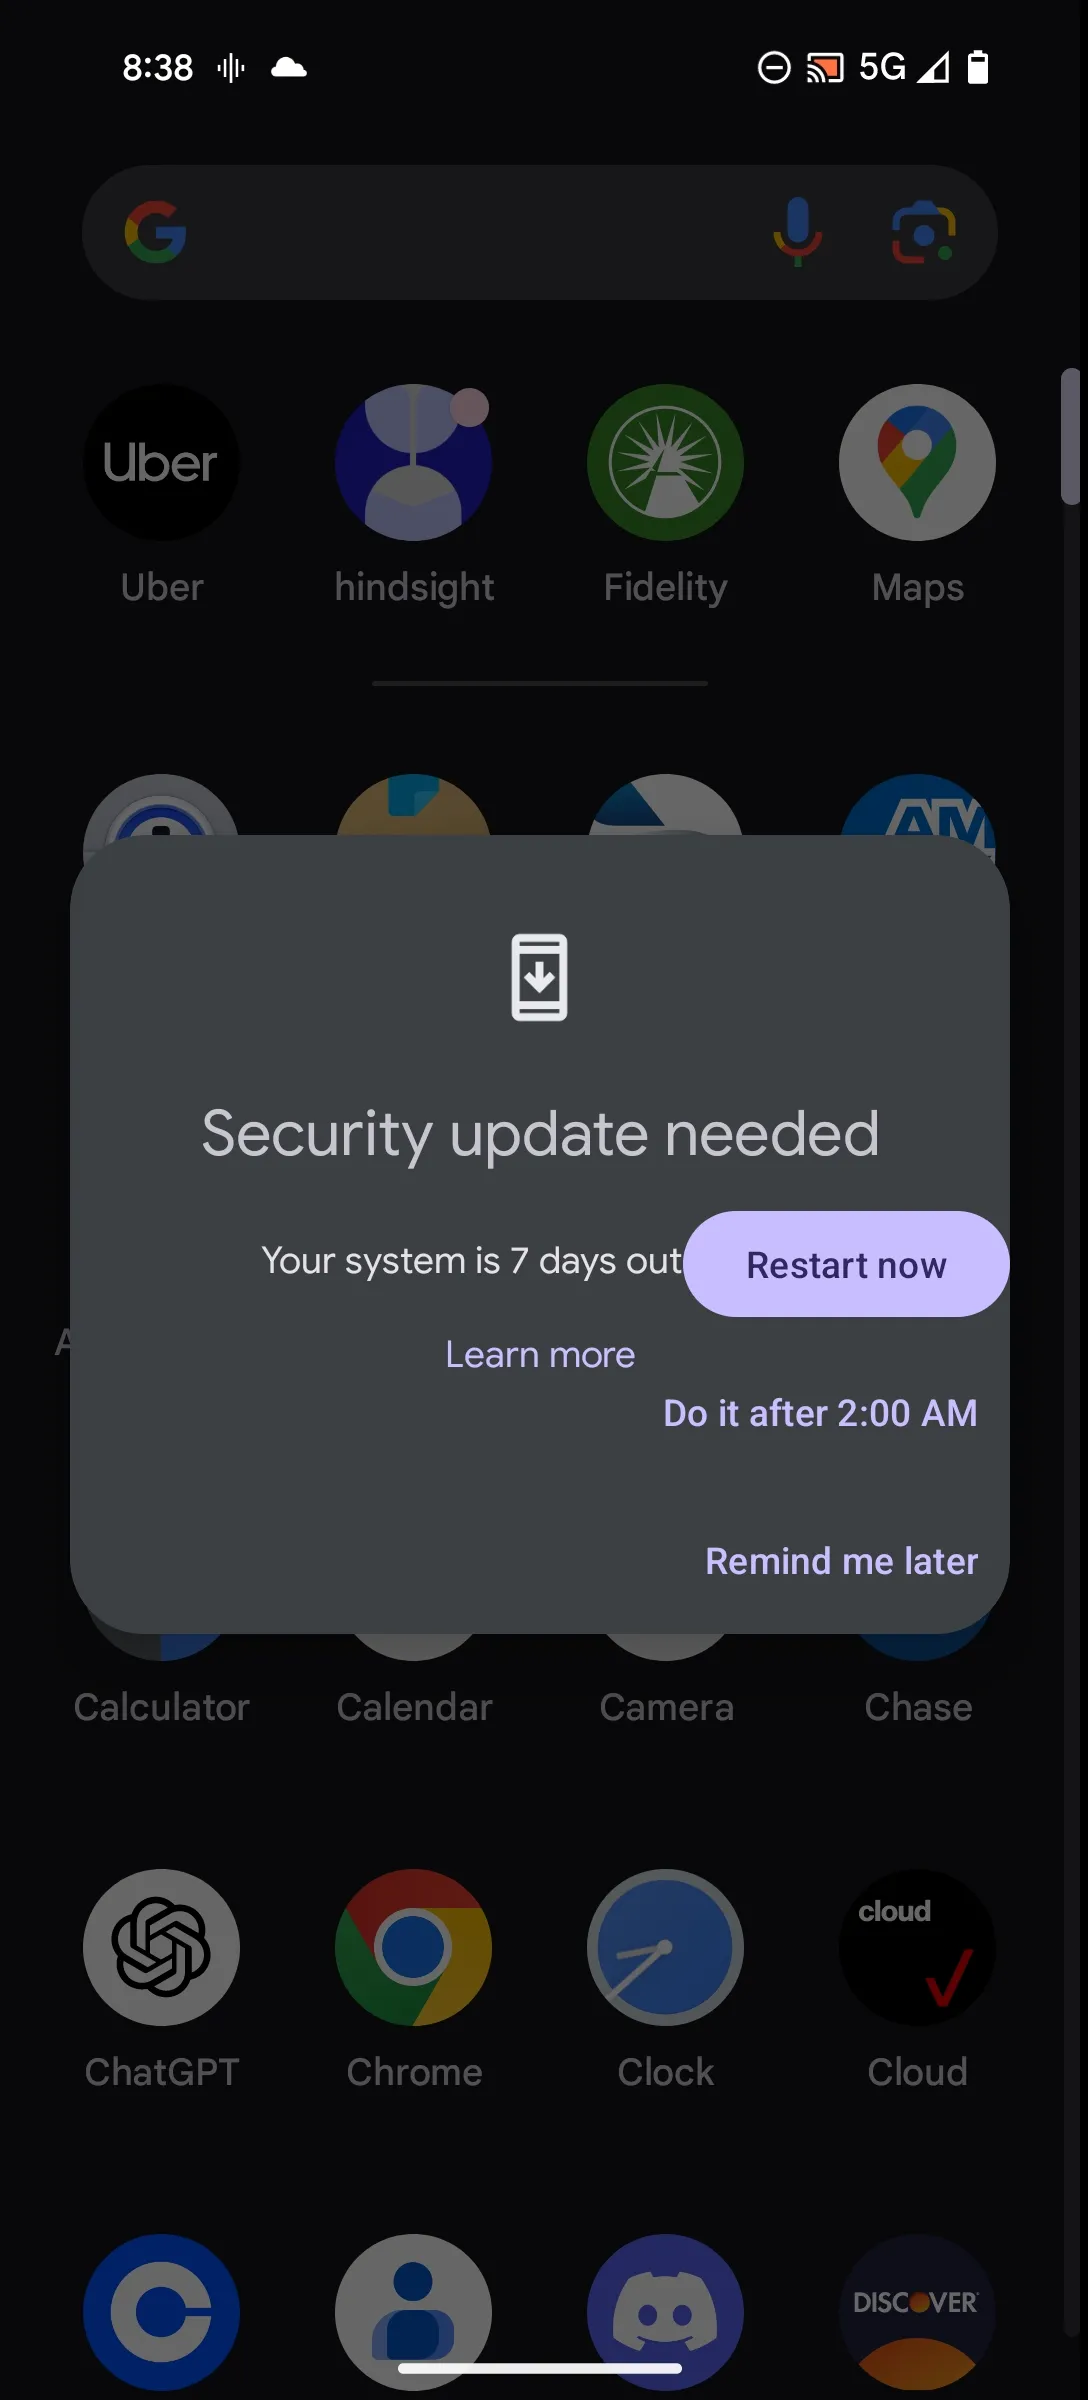 8:38 5G
Uber
Uber hindsight Fidelity Maps
AM
Security update needed
Your system is 7 days out
Restart now
Learn more
Do it after 2:00 AM
Remind me later
A
Calculator Calendar Camera Chase
cloud
ChatGPT Chrome Clock Cloud
DISCOVER